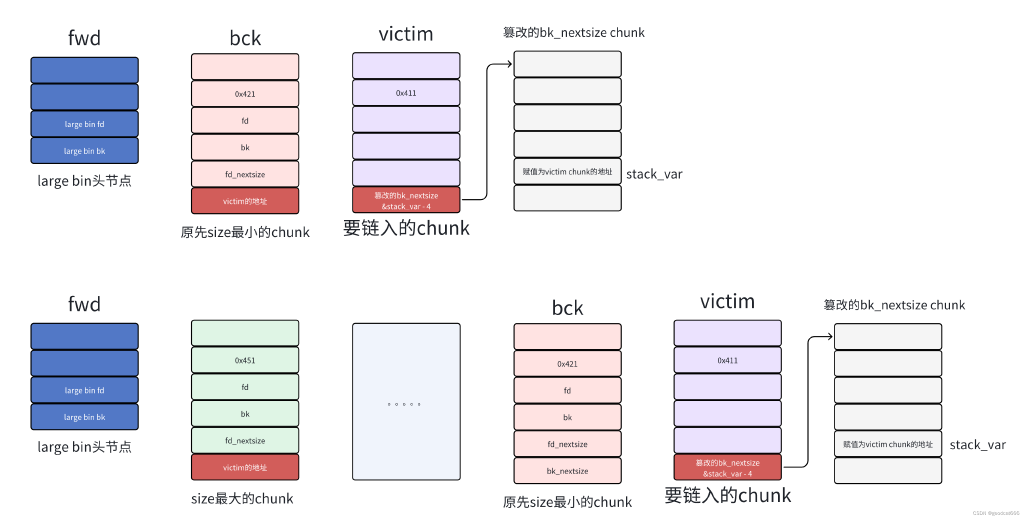 fwd
bck
victim
篡改的bk_nextsize chunk
0x421
0x411
large bin fd
fd
large bin bk
bk
fd_nextsize
赋值为victim chunk的地址
stack_var
large bin头节点
victim的地址
篡改的bk_nextsize
&stack_var - 4
原先size最小的chunk
要链入的chunk
fwd
bck
victim
篡改的bk_nextsize chunk
0x451
0x421
0x411
large bin fd
fd
fd
large bin bk
bk
。。。。。
bk
fd_nextsize
fd_nextsize
赋值为victim chunk的地址
stack_var
large bin头节点
victim的地址
bk_nextsize
篡改的bk_nextsize
&stack_var - 4
size最大的chunk
原先size最小的chunk
要链入的chunk